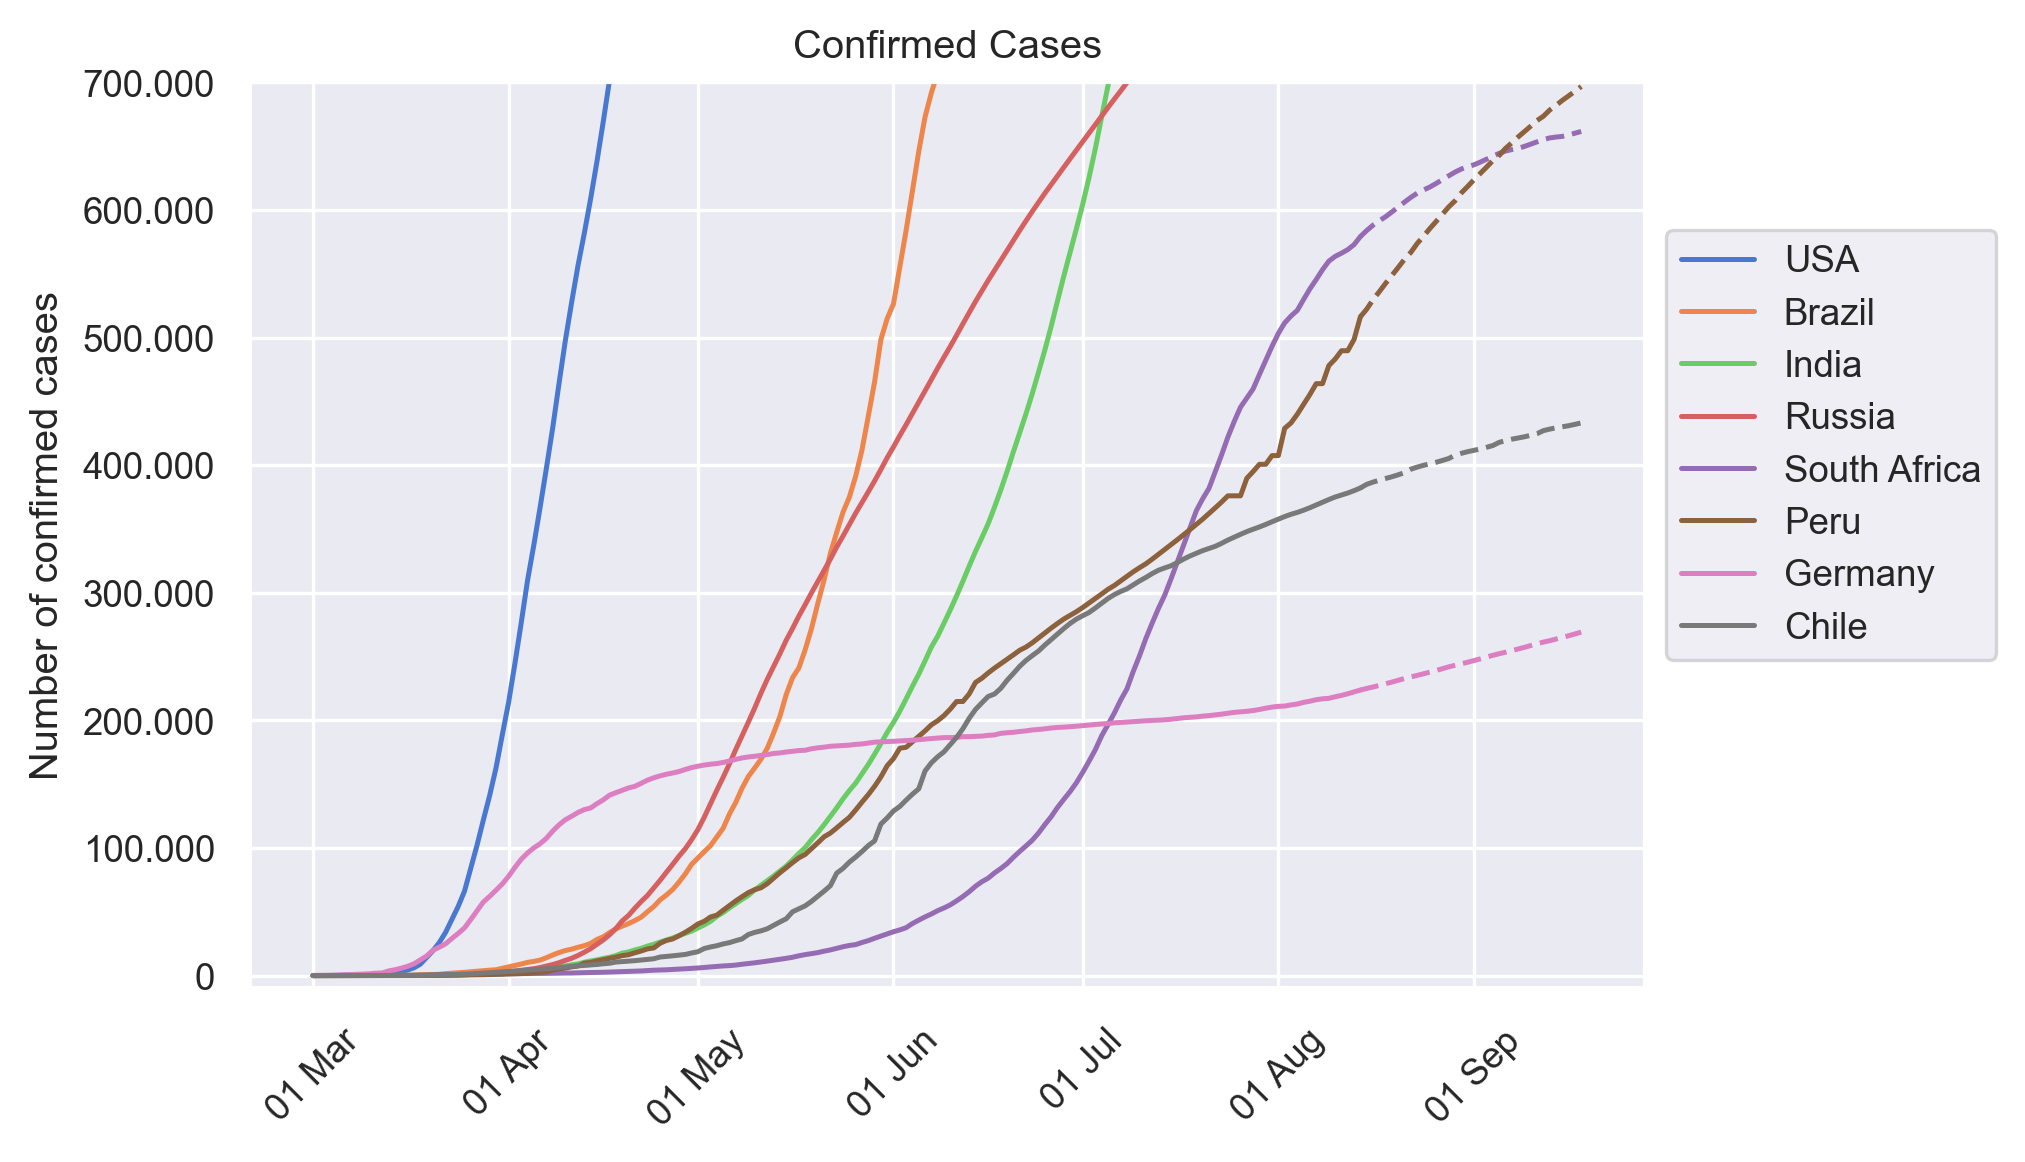 Confirmed Cases
700.000
600.000
500.000
400.000
300.000
200.000
100.000
0
Number of confirmed cases
01 Mar
01 Apr
01 May
01 Jun
01 Jul
01 Aug
01 Sep
USA
Brazil
India
Russia
South Africa
Peru
Germany
Chile